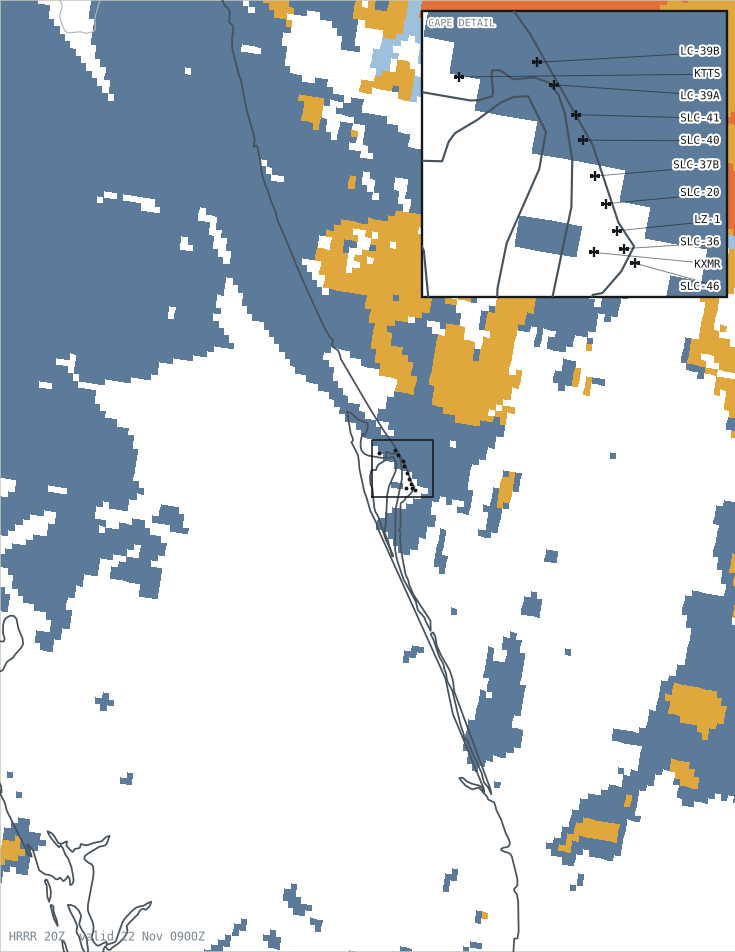 CAPE DETAIL
LC-39B
KTTS
LC-39A
SLC-41
SLC-40
SLC-37B
SLC-20
LZ-1
SLC-36
KXMR
SLC-46
HRRR 20Z valid 22 Nov 0900Z